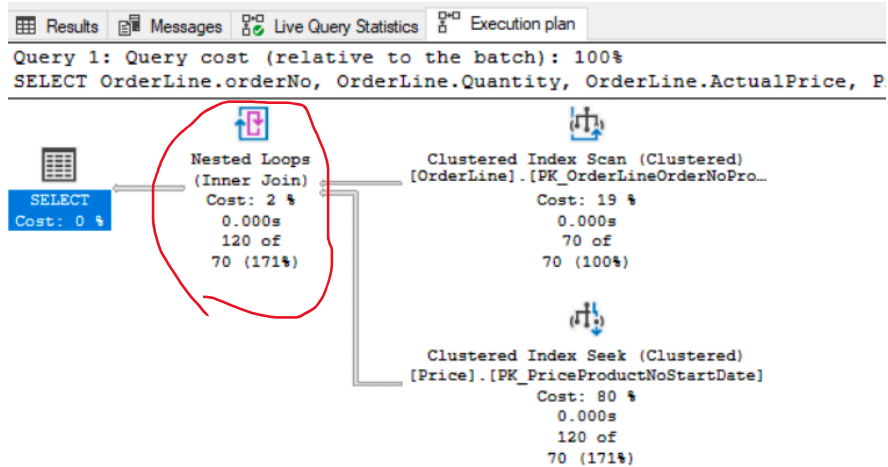 Results Messages Live Query Statistics Execution plan
Query 1: Query cost (relative to the batch): 100%
SELECT OrderLine.orderNo, OrderLine.Quantity, OrderLine.ActualPrice,
SELECT
Cost: 0 %
Nested Loops
(Inner Join)
Cost: 2 %
0.000s
120 of
70 (171%)
Clustered Index Scan (Clustered)
[OrderLine].[PK_OrderLineOrderNoPro…
Cost: 19 %
0.000s
70 of
70 (100%)
Clustered Index Seek (Clustered)
[Price].[PK_PriceProductNoStartDate]
Cost: 80 %
0.000s
120 of
70 (171%)